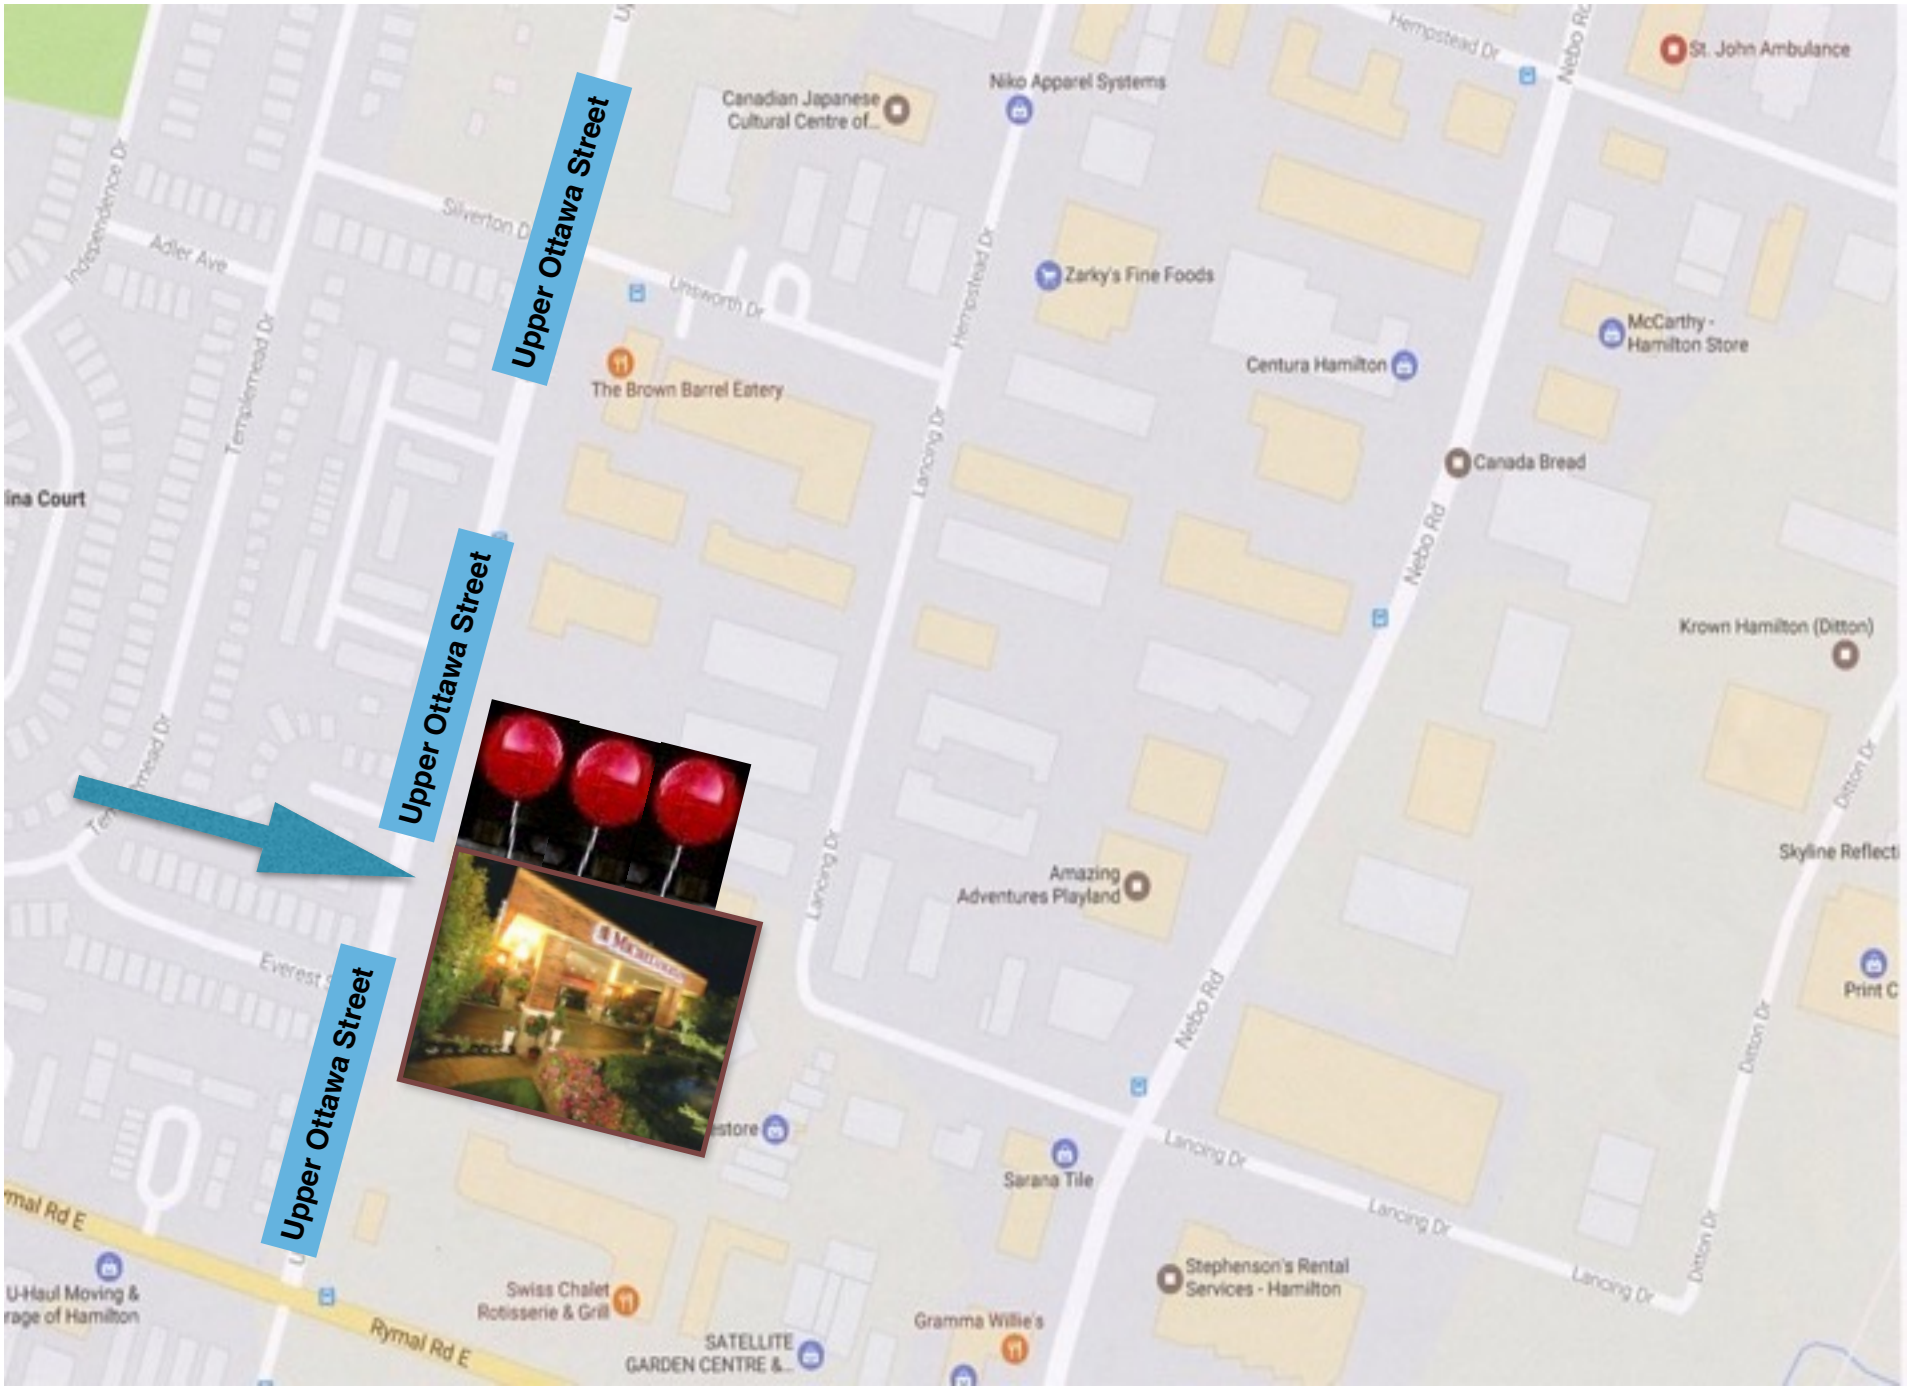 Hempstead Dr
Nebo Rd
St. John Ambulance
Niko Apparel Systems
Canadian Japanese
Cultural Centre of...
Upper Ottawa Street
Independence Dr
Silverton D
Adler Ave
Hempstead Dr
Zarky's Fine Foods
Unsworth Dr
McCarthy -
Hamilton Store
Templemead Dr
Centura Hamilton
The Brown Barrel Eatery
Lancing Dr
Canada Bread
ina Court
Nebo Rd
Upper Ottawa Street
Krown Hamilton (Ditton)
mead Dr
Ditton Dr
Skyline Reflecti
Lancing Dr
Amazing
Adventures Playland
Everest S
Print C
Upper Ottawa Street
Nebo Rd
Ditton Dr
estore
Sarana Tile
Lancing Dr
Lancing Dr
Ditton Dr
Lancing Dr
mal Rd E
U-Haul Moving &
rage of Hamilton
Swiss Chalet
Rotisserie & Grill
Stephenson's Rental
Services - Hamilton
Rymal Rd E
Gramma Willie's
SATELLITE
GARDEN CENTRE &...